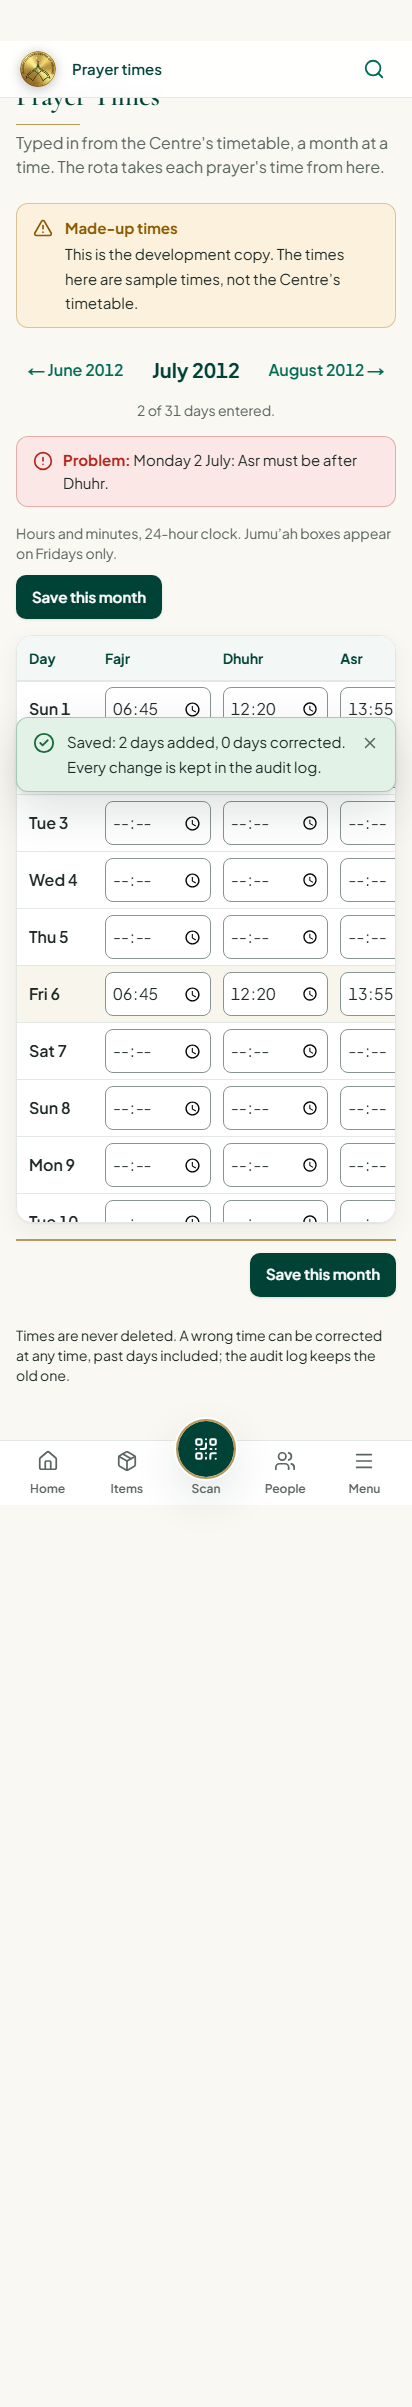 Prayer times
Prayer Times
Typed in from the Centre's timetable, a month at a
time. The rota takes each prayer's time from here.
Made-up times
This is the development copy. The times
here are sample times, not the Centre’s
timetable.
← June 2012 July 2012 August 2012 →
2 of 31 days entered.
Problem: Monday 2 July: Asr must be after
Dhuhr.
Hours and minutes, 24-hour clock. Jumu’ah boxes appear
on Fridays only.
Save this month
Day Fajr Dhuhr Asr
Sun 1 06:45 12:20 13:55
Saved: 2 days added, 0 days corrected.
Every change is kept in the audit log.
Tue 3 --:-- --:-- --:--
Wed 4 --:-- --:-- --:--
Thu 5 --:-- --:-- --:--
Fri 6 06:45 12:20 13:55
Sat 7 --:-- --:-- --:--
Sun 8 --:-- --:-- --:--
Mon 9 --:-- --:-- --:--
Tue 10 --:-- --:-- --:--
Save this month
Times are never deleted. A wrong time can be corrected
at any time, past days included; the audit log keeps the
old one.
Home Items Scan People Menu